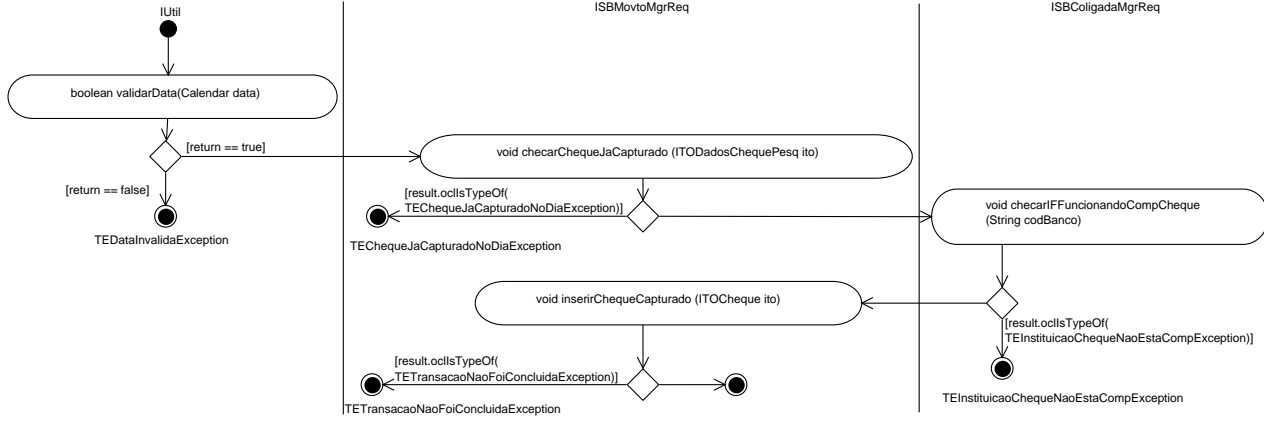 IUtil
ISBMovtoMgrReq
ISBColigadaMgrReq
boolean validarData(Calendar data)
[return == true]
void checarChequeJaCapturado (ITODadosChequePesq ito)
[return == false]
TEDataInvalidaException
[result.oclIsTypeOf(
TEChequeJaCapturadoNoDiaException)]
TEChequeJaCapturadoNoDiaException
void checarIFFuncionandoCompCheque
(String codBanco)
void inserirChequeCapturado (ITOCheque ito)
[result.oclIsTypeOf(
TEInstituicaoChequeNaoEstaCompException)]
TEInstituicaoChequeNaoEstaCompException
[result.oclIsTypeOf(
TETransacaoNaoFoiConcluidaException)]
TETransacaoNaoFoiConcluidaException